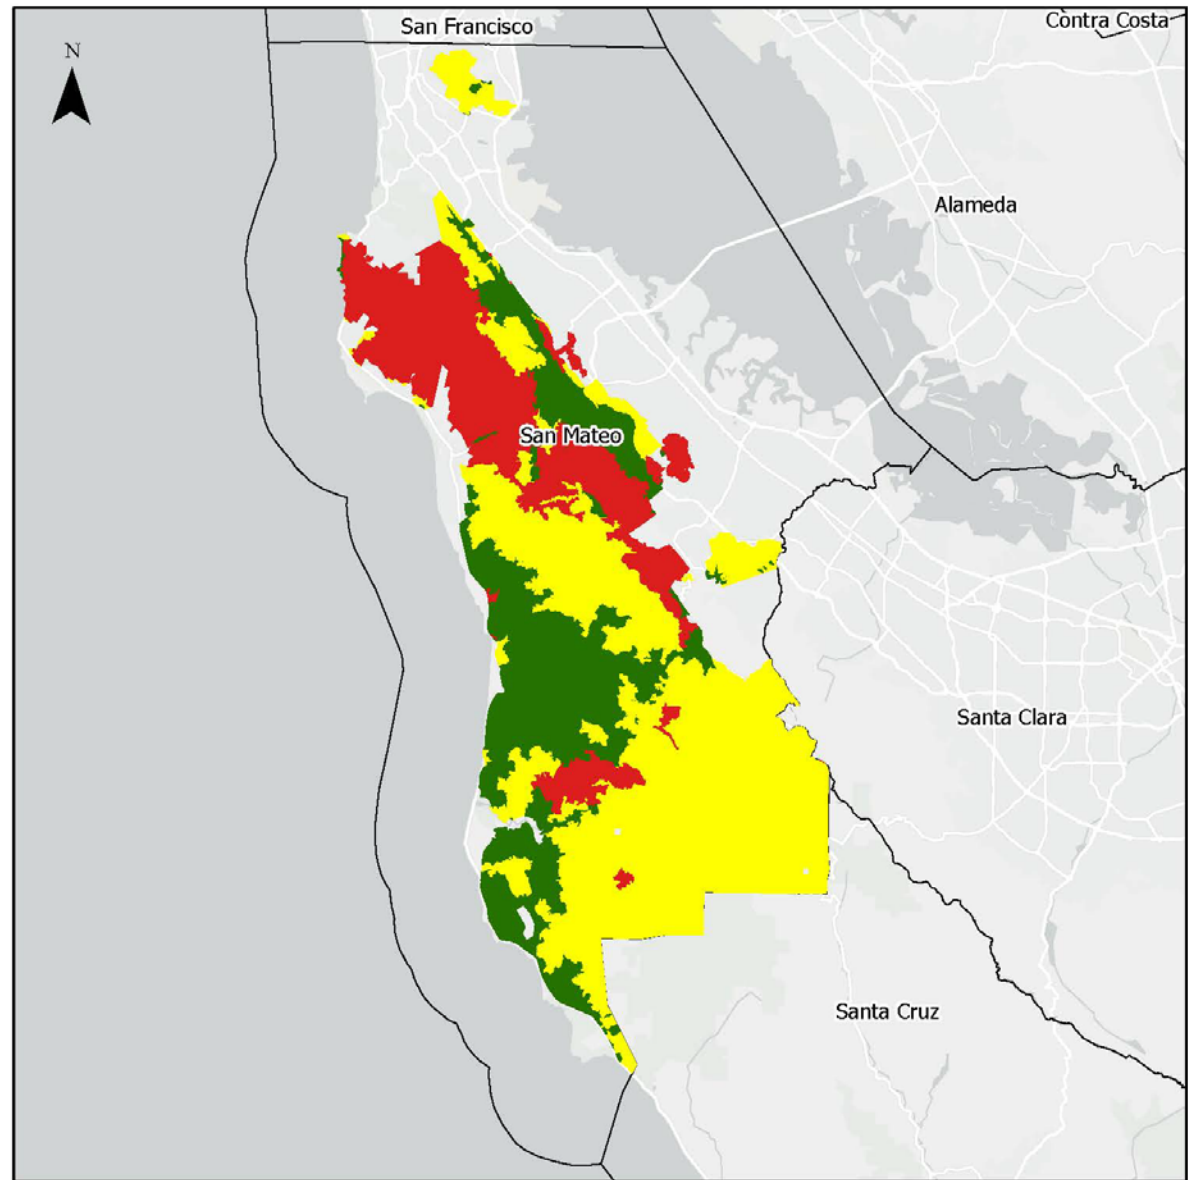 San Francisco
Contra Costa
N
Alameda
San Mateo
Santa Clara
Santa Cruz